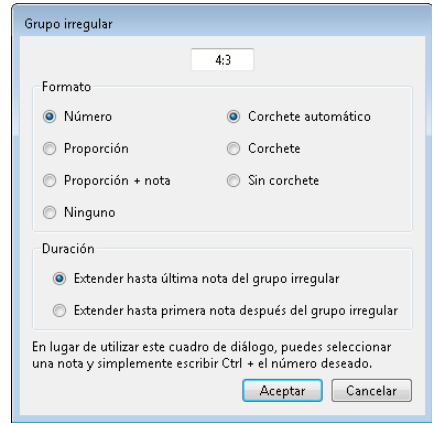 Grupo irregular
4:3
Formato
Número
Corchete automático
Proporción
Corchete
Proporción + nota
Sin corchete
Ninguno
Duración
Extender hasta última nota del grupo irregular
Extender hasta primera nota después del grupo irregular
En lugar de utilizar este cuadro de diálogo, puedes seleccionar
una nota y simplemente escribir Ctrl + el número deseado.
Aceptar
Cancelar